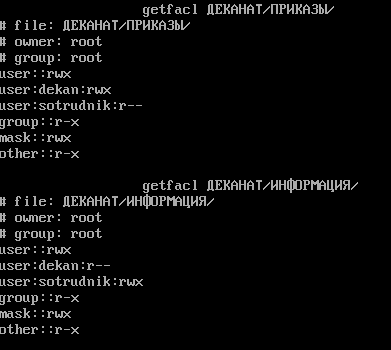 getfacl ДЕКАНАТ/ПРИКАЗЫ/
# file: ДЕКАНАТ/ПРИКАЗЫ/
# owner: root
# group: root
user::rwx
user:dekan:rwx
user:sotrudnik:r--
group::r-x
mask::rwx
other::r-x
getfacl ДЕКАНАТ/ИНФОРМАЦИЯ/
# file: ДЕКАНАТ/ИНФОРМАЦИЯ/
# owner: root
# group: root
user::rwx
user:dekan:r--
user:sotrudnik:rwx
group::r-x
mask::rwx
other::r-x